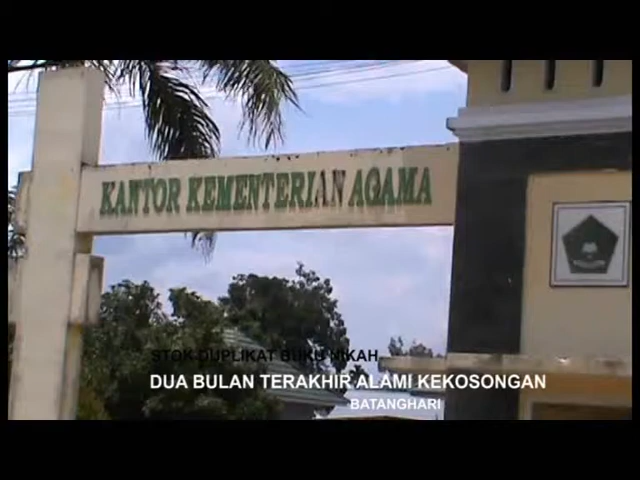 KANTOR KEMENTERIAN AGAMA
STOK DUPLIKAT BUKU NIKAH
DUA BULAN TERAKHIR ALAMI KEKOSONGAN
BATANGHARI